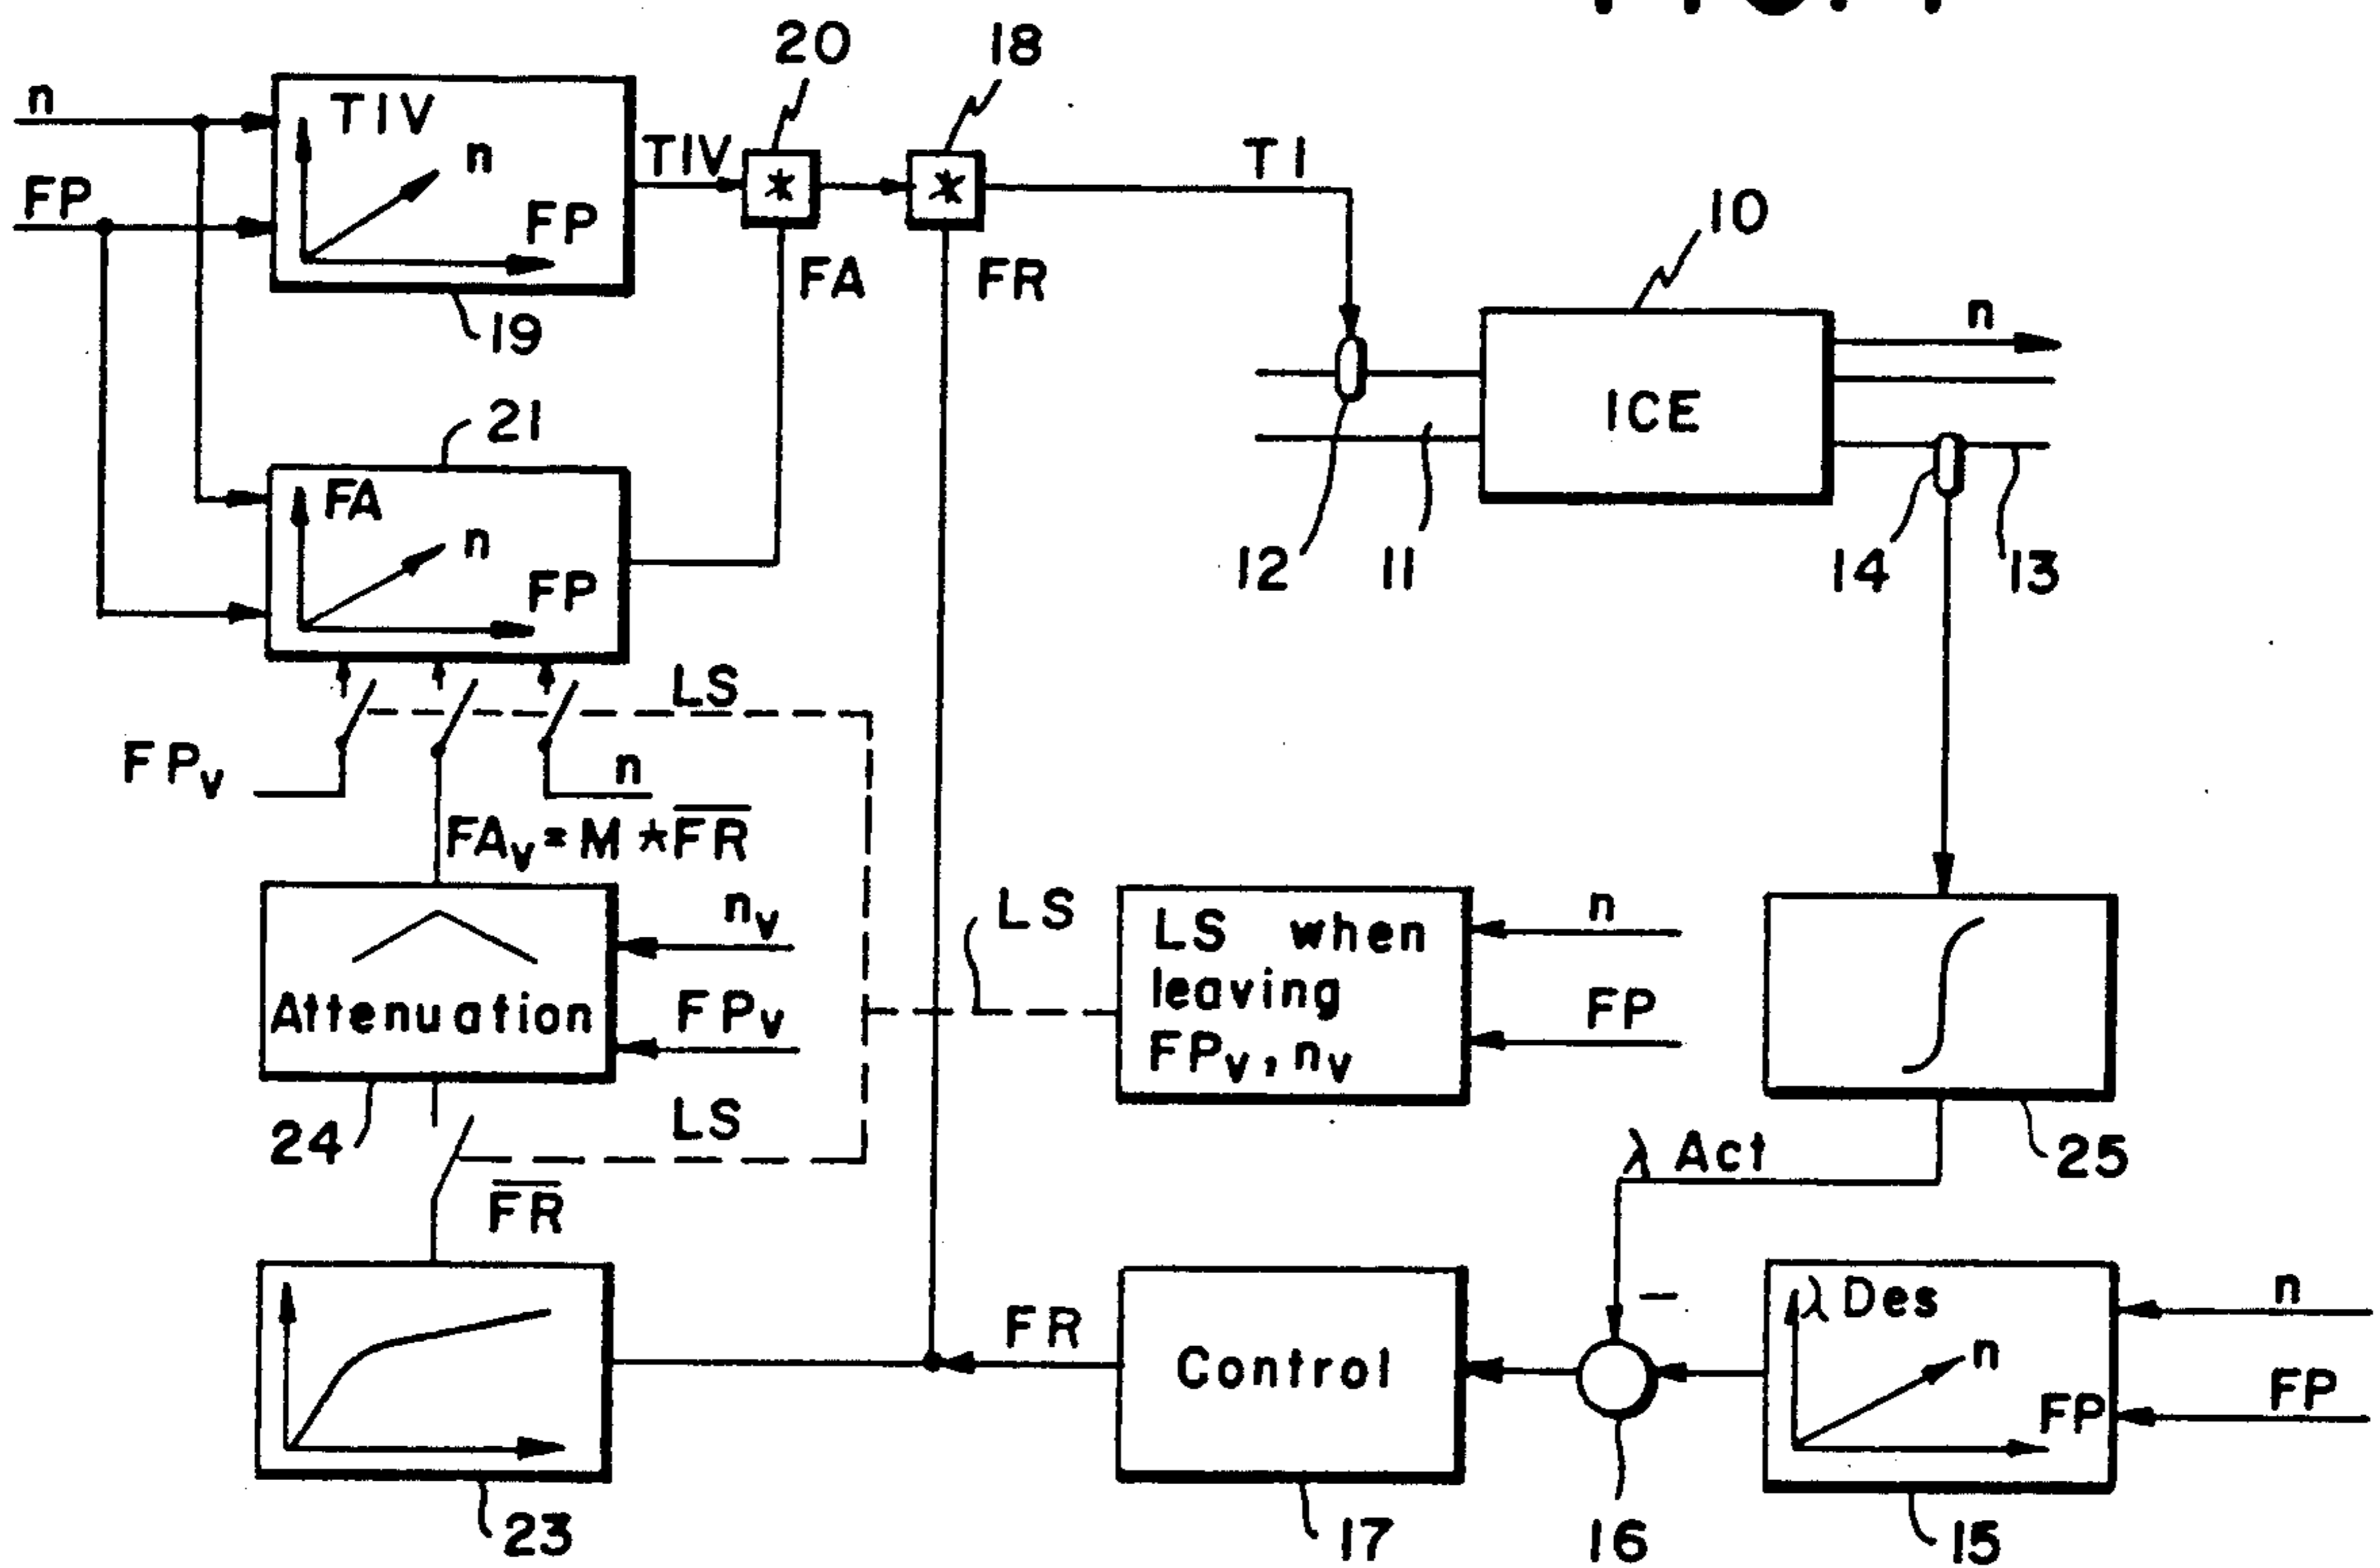 20
18
n
TIV
n
FP
FP
TIV
*
*
TI
FA
FR
19
10
n
ICE
21
FA
n
FP
12
11
14
13
LS
FPv
n
FAv = M * F̅R̅
nv
FPv
Attenuation
24
LS
LS
LS when
leaving
FPv, nv
n
FP
25
λ Act
F̅R̅
23
FR
Control
17
−
16
λ Des
n
FP
n
FP
15